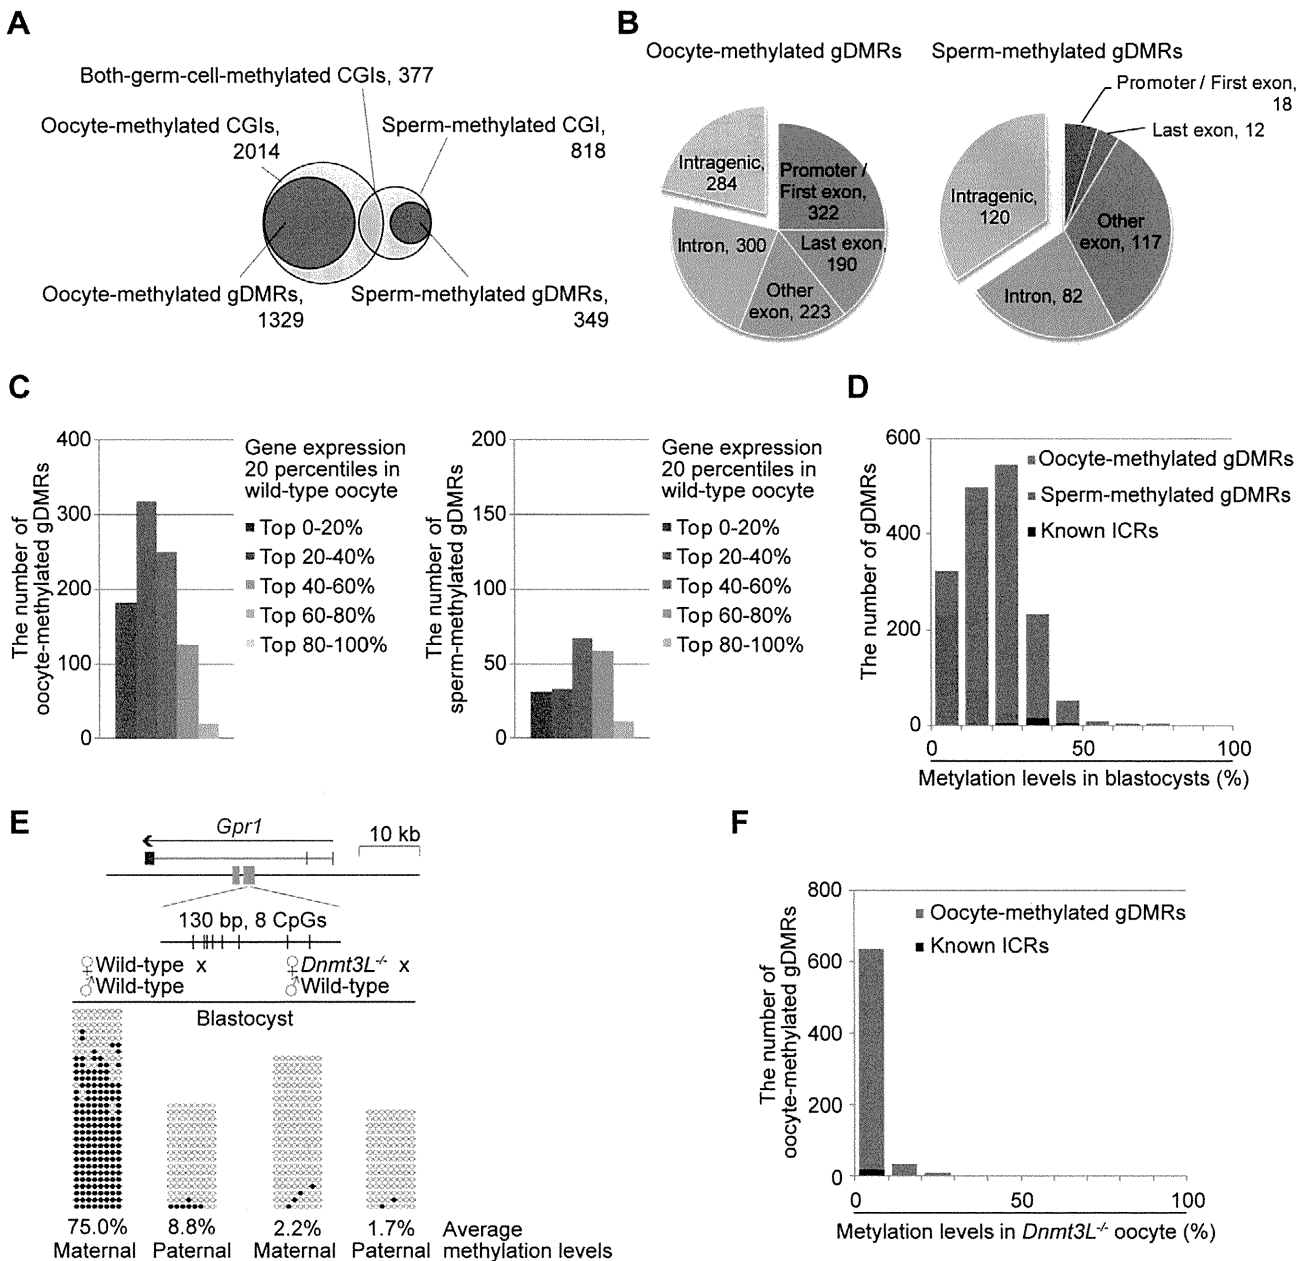 A
Both-germ-cell-methylated CGIs, 377
Oocyte-methylated CGIs,
2014
Sperm-methylated CGI,
818
Oocyte-methylated gDMRs,
1329
Sperm-methylated gDMRs,
349
B
Oocyte-methylated gDMRs
Intragenic,
284
Promoter /
First exon,
322
Intron, 300
Last exon,
190
Other
exon, 223
Sperm-methylated gDMRs
Promoter / First exon,
18
Last exon, 12
Intragenic,
120
Other
exon, 117
Intron, 82
C
The number of
oocyte-methylated gDMRs
400
300
200
100
0
Gene expression
20 percentiles in
wild-type oocyte
Top 0-20%
Top 20-40%
Top 40-60%
Top 60-80%
Top 80-100%
The number of
sperm-methylated gDMRs
200
150
100
50
0
Gene expression
20 percentiles in
wild-type oocyte
Top 0-20%
Top 20-40%
Top 40-60%
Top 60-80%
Top 80-100%
D
The number of gDMRs
600
400
200
0
Oocyte-methylated gDMRs
Sperm-methylated gDMRs
Known ICRs
0 50 100
Metylation levels in blastocysts (%)
E
Gpr1
10 kb
130 bp, 8 CpGs
♀Wild-type x
♂Wild-type
♀Dnmt3L-/- x
♂Wild-type
Blastocyst
75.0% 8.8% 2.2% 1.7% Average
Maternal Paternal Maternal Paternal methylation levels
F
The number of
oocyte-methylated gDMRs
800
600
400
200
0
Oocyte-methylated gDMRs
Known ICRs
0 50 100
Metylation levels in Dnmt3L-/- oocyte (%)